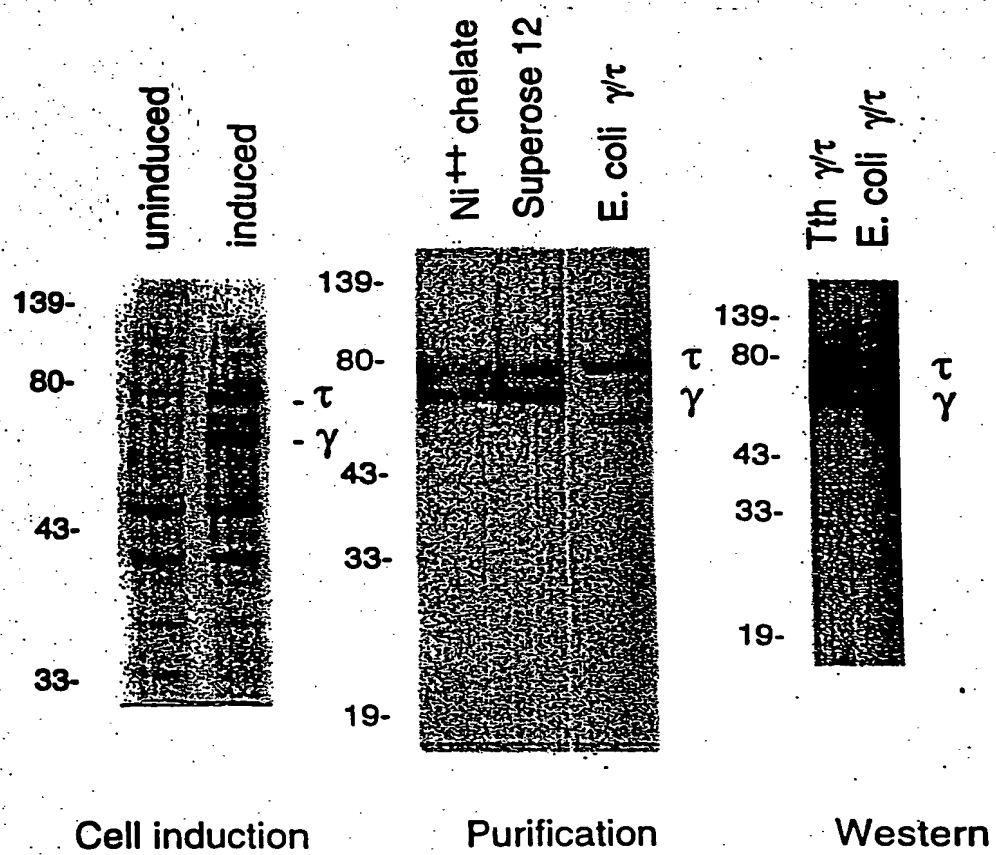 uninduced
induced
139-
80-
43-
33-
- τ
- γ
Cell induction
Ni++ chelate
Superose 12
E. coli γ/τ
139-
80-
43-
33-
19-
τ
γ
Purification
Tth γ/τ
E. coli γ/τ
139-
80-
43-
33-
19-
τ
γ
Western